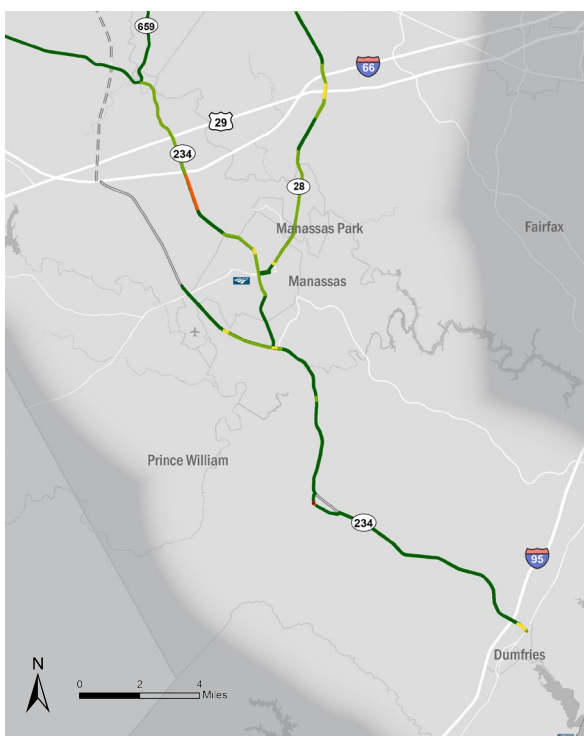 659
66
29
234
28
Manassas Park
Fairfax
Manassas
Prince William
234
95
Dumfries
N
0 2 4
Miles